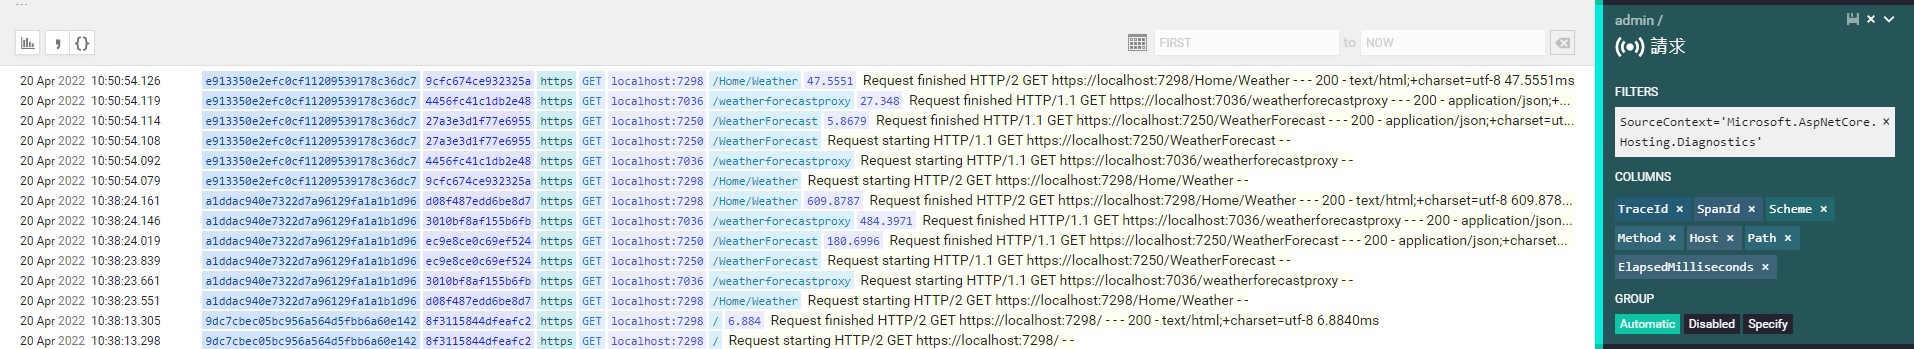 ...
FIRST to NOW
20 Apr 2022 10:50:54.126 e913350e2efc0cf11209539178c36dc7 9cfc674ce932325a https GET localhost:7298 /Home/Weather 47.5551 Request finished HTTP/2 GET https://localhost:7298/Home/Weather - - - 200 - text/html;+charset=utf-8 47.5551ms
20 Apr 2022 10:50:54.119 e913350e2efc0cf11209539178c36dc7 4456fc41c1db2e48 https GET localhost:7036 /weatherforecastproxy 27.348 Request finished HTTP/1.1 GET https://localhost:7036/weatherforecastproxy - - - 200 - application/json;+...
20 Apr 2022 10:50:54.114 e913350e2efc0cf11209539178c36dc7 27a3e3d1f77e6955 https GET localhost:7250 /WeatherForecast 5.8679 Request finished HTTP/1.1 GET https://localhost:7250/WeatherForecast - - - 200 - application/json;+charset=ut...
20 Apr 2022 10:50:54.108 e913350e2efc0cf11209539178c36dc7 27a3e3d1f77e6955 https GET localhost:7250 /WeatherForecast Request starting HTTP/1.1 GET https://localhost:7250/WeatherForecast - -
20 Apr 2022 10:50:54.092 e913350e2efc0cf11209539178c36dc7 4456fc41c1db2e48 https GET localhost:7036 /weatherforecastproxy Request starting HTTP/1.1 GET https://localhost:7036/weatherforecastproxy - -
20 Apr 2022 10:50:54.079 e913350e2efc0cf11209539178c36dc7 9cfc674ce932325a https GET localhost:7298 /Home/Weather Request starting HTTP/2 GET https://localhost:7298/Home/Weather - -
20 Apr 2022 10:38:24.161 a1ddac940e7322d7a96129fa1a1b1d96 d08f487edd6be8d7 https GET localhost:7298 /Home/Weather 609.8787 Request finished HTTP/2 GET https://localhost:7298/Home/Weather - - - 200 - text/html;+charset=utf-8 609.878...
20 Apr 2022 10:38:24.146 a1ddac940e7322d7a96129fa1a1b1d96 3010bf8af155b6fb https GET localhost:7036 /weatherforecastproxy 484.3971 Request finished HTTP/1.1 GET https://localhost:7036/weatherforecastproxy - - - 200 - application/json...
20 Apr 2022 10:38:24.019 a1ddac940e7322d7a96129fa1a1b1d96 ec9e8ce0c69ef524 https GET localhost:7250 /WeatherForecast 180.6996 Request finished HTTP/1.1 GET https://localhost:7250/WeatherForecast - - - 200 - application/json;+charset...
20 Apr 2022 10:38:23.839 a1ddac940e7322d7a96129fa1a1b1d96 ec9e8ce0c69ef524 https GET localhost:7250 /WeatherForecast Request starting HTTP/1.1 GET https://localhost:7250/WeatherForecast - -
20 Apr 2022 10:38:23.661 a1ddac940e7322d7a96129fa1a1b1d96 3010bf8af155b6fb https GET localhost:7036 /weatherforecastproxy Request starting HTTP/1.1 GET https://localhost:7036/weatherforecastproxy - -
20 Apr 2022 10:38:23.551 a1ddac940e7322d7a96129fa1a1b1d96 d08f487edd6be8d7 https GET localhost:7298 /Home/Weather Request starting HTTP/2 GET https://localhost:7298/Home/Weather - -
20 Apr 2022 10:38:13.305 9dc7cbec05bc956a564d5fbb6a60e142 8f3115844dfeafc2 https GET localhost:7298 / 6.884 Request finished HTTP/2 GET https://localhost:7298/ - - - 200 - text/html;+charset=utf-8 6.8840ms
20 Apr 2022 10:38:13.298 9dc7cbec05bc956a564d5fbb6a60e142 8f3115844dfeafc2 https GET localhost:7298 / Request starting HTTP/2 GET https://localhost:7298/ - -
admin /
請求
FILTERS
SourceContext='Microsoft.AspNetCore.
Hosting.Diagnostics'
COLUMNS
TraceId × SpanId × Scheme ×
Method × Host × Path ×
ElapsedMilliseconds ×
GROUP
Automatic Disabled Specify